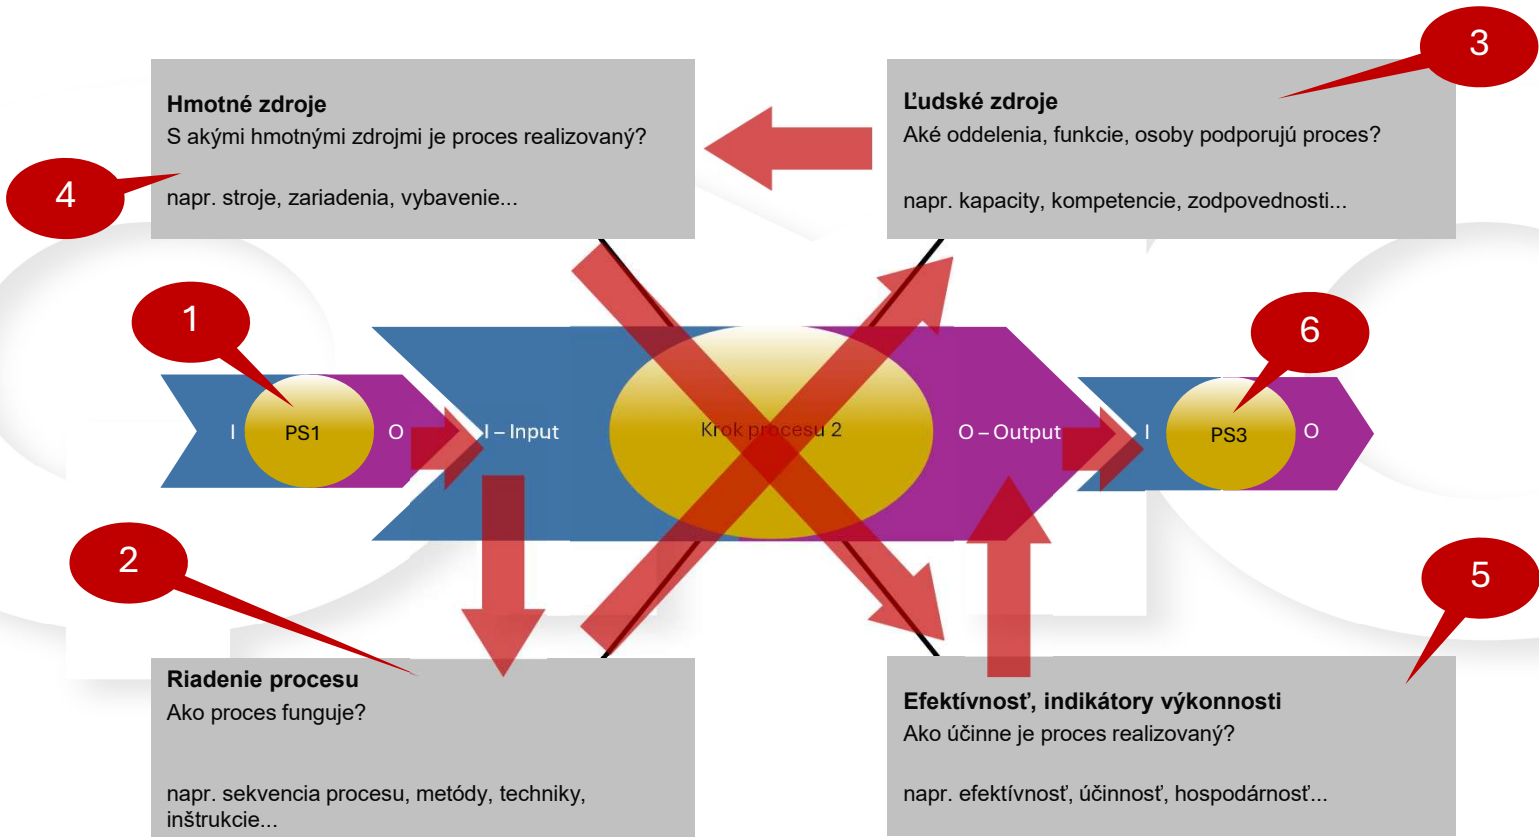 3
Hmotné zdroje
S akými hmotnými zdrojmi je proces realizovaný?
napr. stroje, zariadenia, vybavenie...
Ľudské zdroje
Aké oddelenia, funkcie, osoby podporujú proces?
napr. kapacity, kompetencie, zodpovednosti...
4
1
6
I
PS1
O
I – Input
Krok procesu 2
O – Output
I
PS3
O
2
5
Riadenie procesu
Ako proces funguje?
napr. sekvencia procesu, metódy, techniky,
inštrukcie...
Efektívnosť, indikátory výkonnosti
Ako účinne je proces realizovaný?
napr. efektívnosť, účinnosť, hospodárnosť...